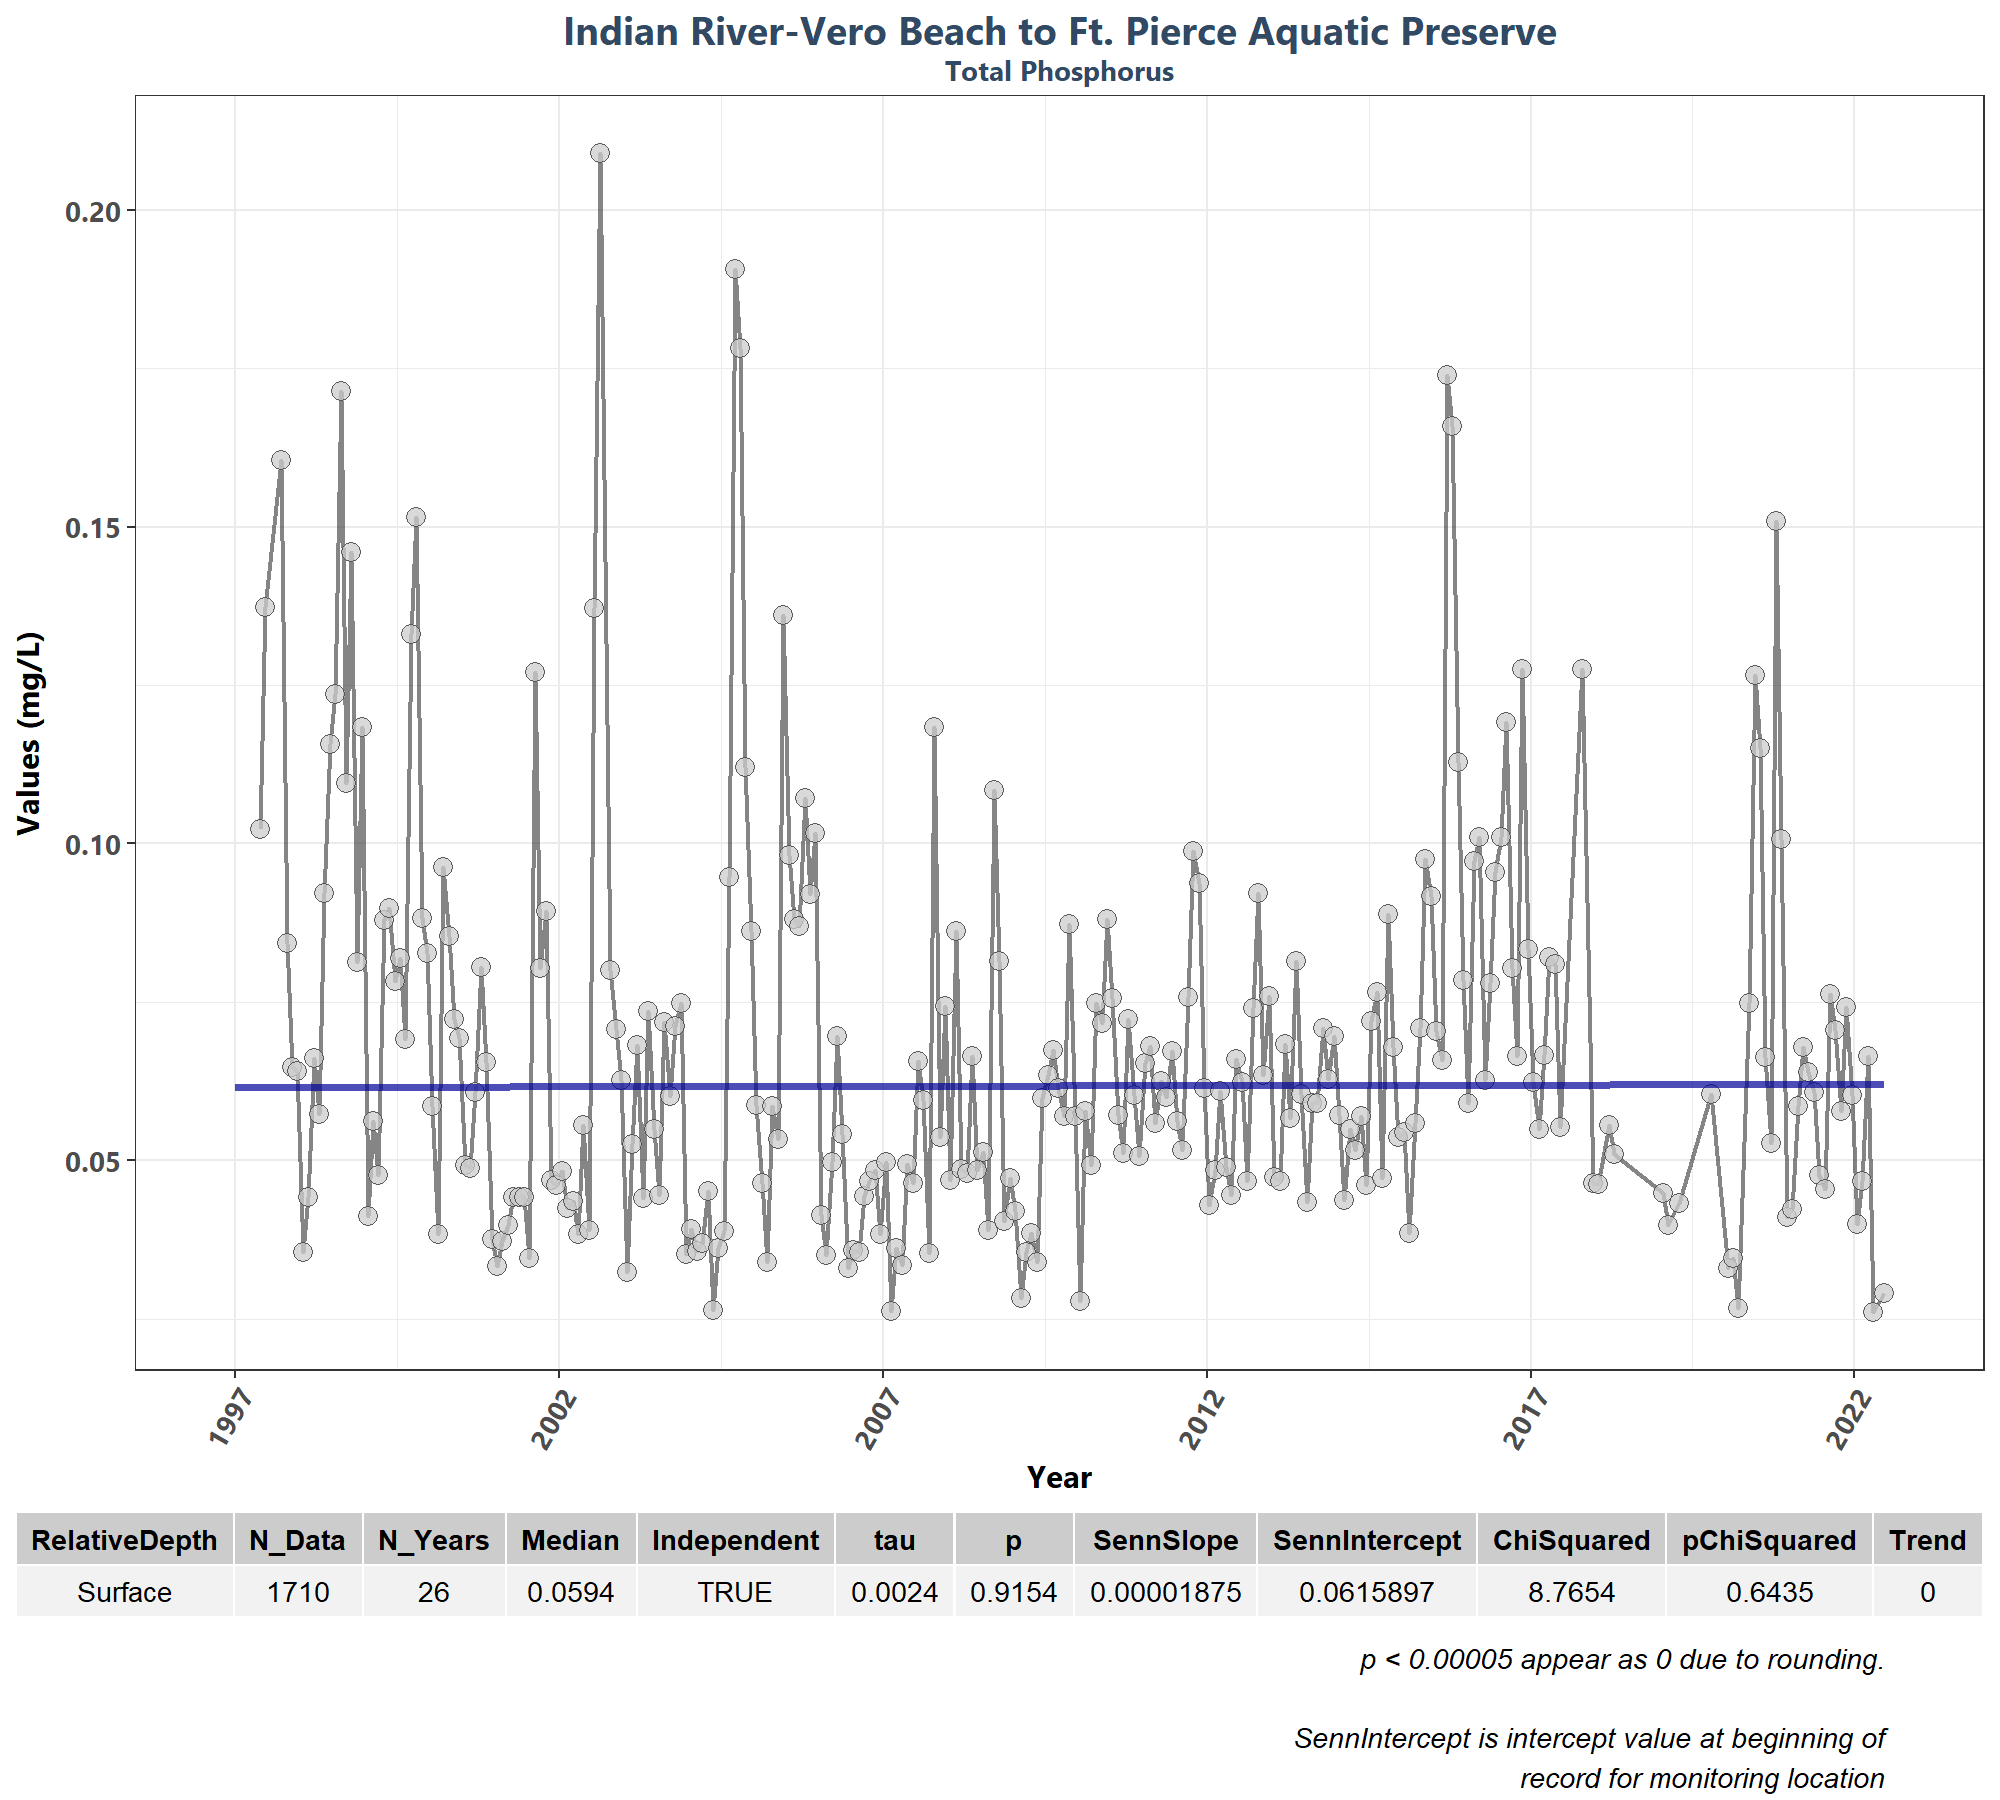 Indian River-Vero Beach to Ft. Pierce Aquatic Preserve
Total Phosphorus
Values (mg/L)
0.20
0.15
0.10
0.05
1997
2002
2007
2012
2017
2022
Year
RelativeDepth N_Data N_Years Median Independent tau p SennSlope SennIntercept ChiSquared pChiSquared Trend
Surface 1710 26 0.0594 TRUE 0.0024 0.9154 0.00001875 0.0615897 8.7654 0.6435 0
p < 0.00005 appear as 0 due to rounding.
SennIntercept is intercept value at beginning of
record for monitoring location